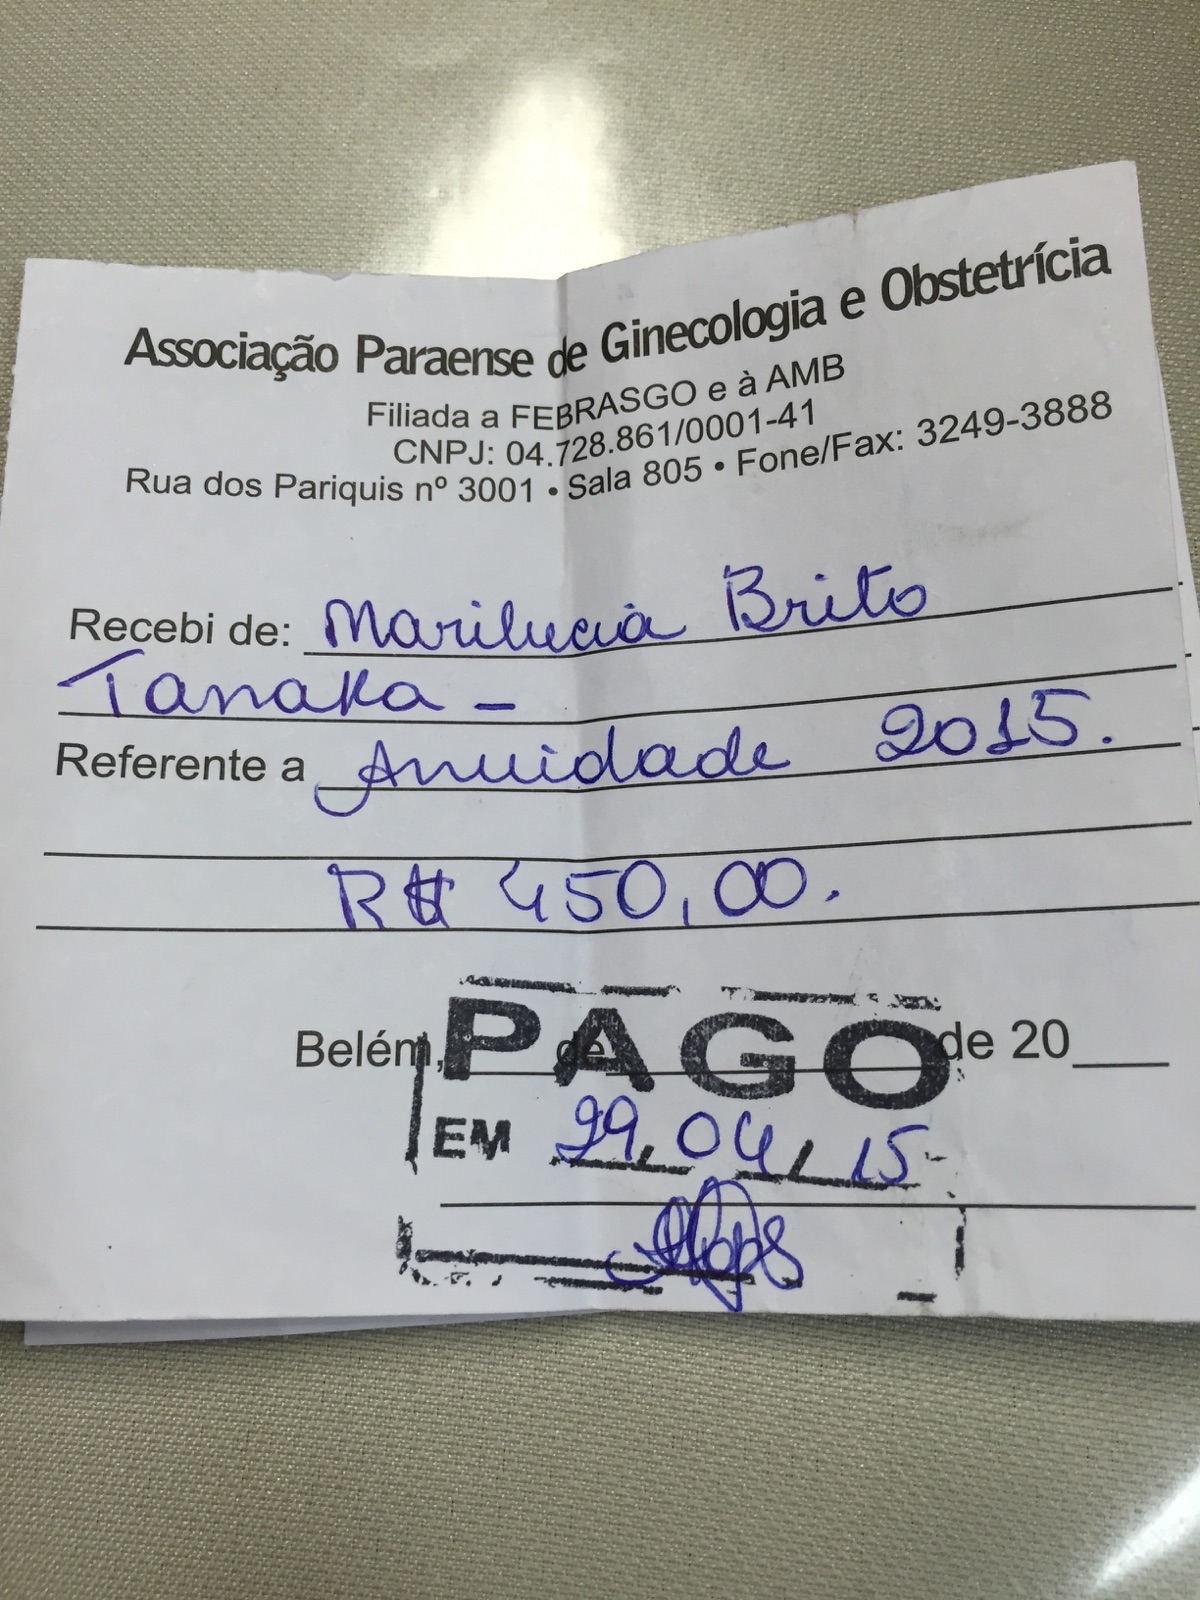 Associação Paraense de Ginecologia e Obstetrícia
Filiada a FEBRASGO e à AMB
CNPJ: 04.728.861/0001-41
Rua dos Pariquis nº 3001 • Sala 805 • Fone/Fax: 3249-3888
Recebi de: Marilucia Brito
Tanaka -
Referente a Anuidade 2015.
R$ 450,00.
Belém, de de 20
PAGO
EM 29/04/15